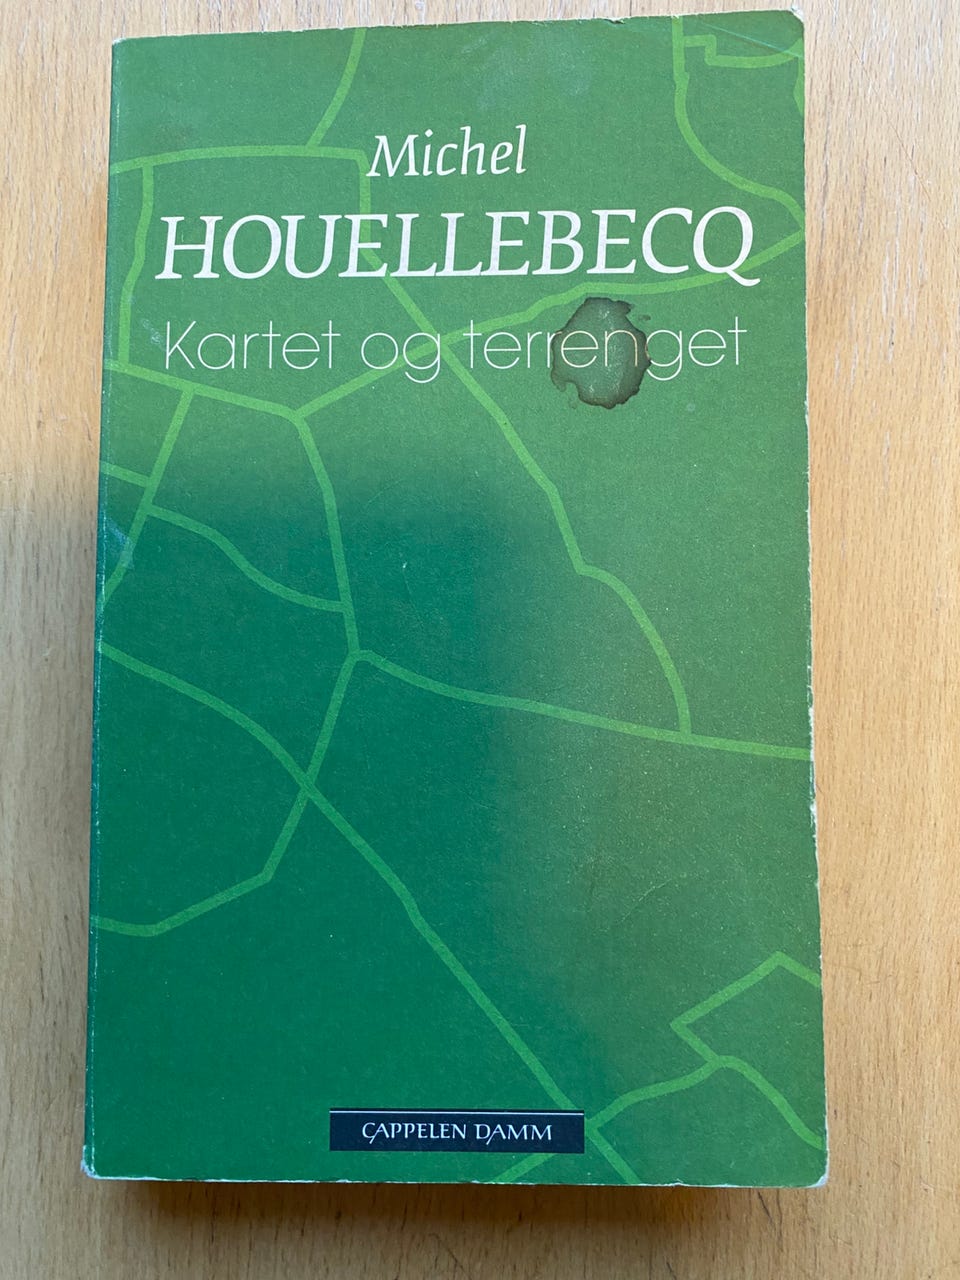 Michel
HOUELLEBECQ
Kartet og terrenget
CAPPELEN DAMM